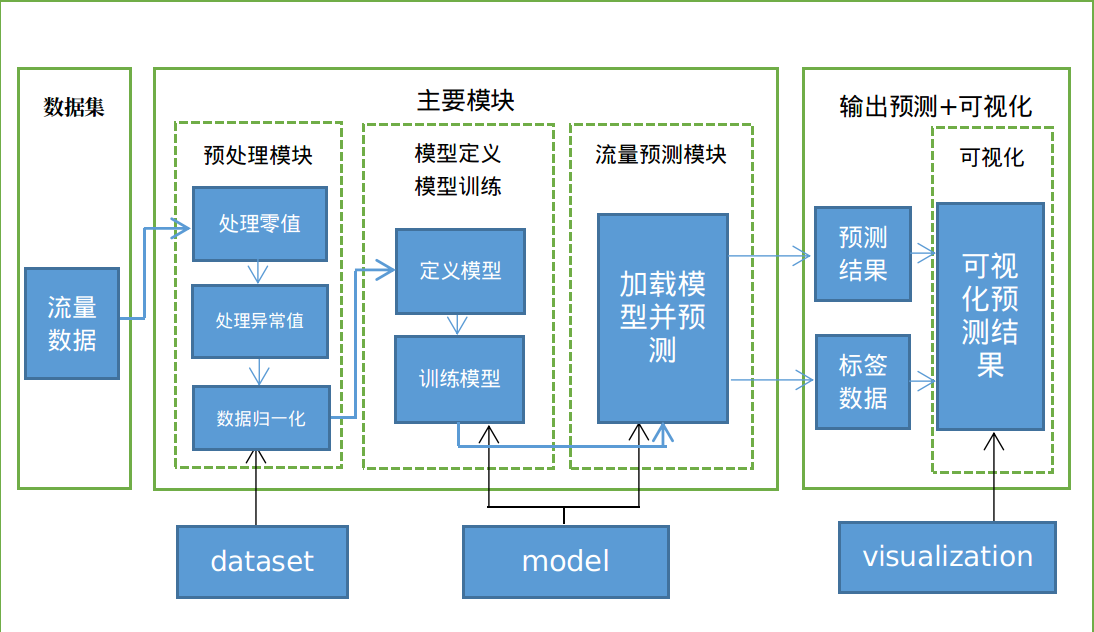 数据集
流量
数据
主要模块
预处理模块
处理零值
处理异常值
数据归一化
模型定义
模型训练
定义模型
训练模型
流量预测模块
加载模
型并预
测
输出预测+可视化
预测
结果
标签
数据
可视化
可视
化预
测结
果
dataset
model
visualization